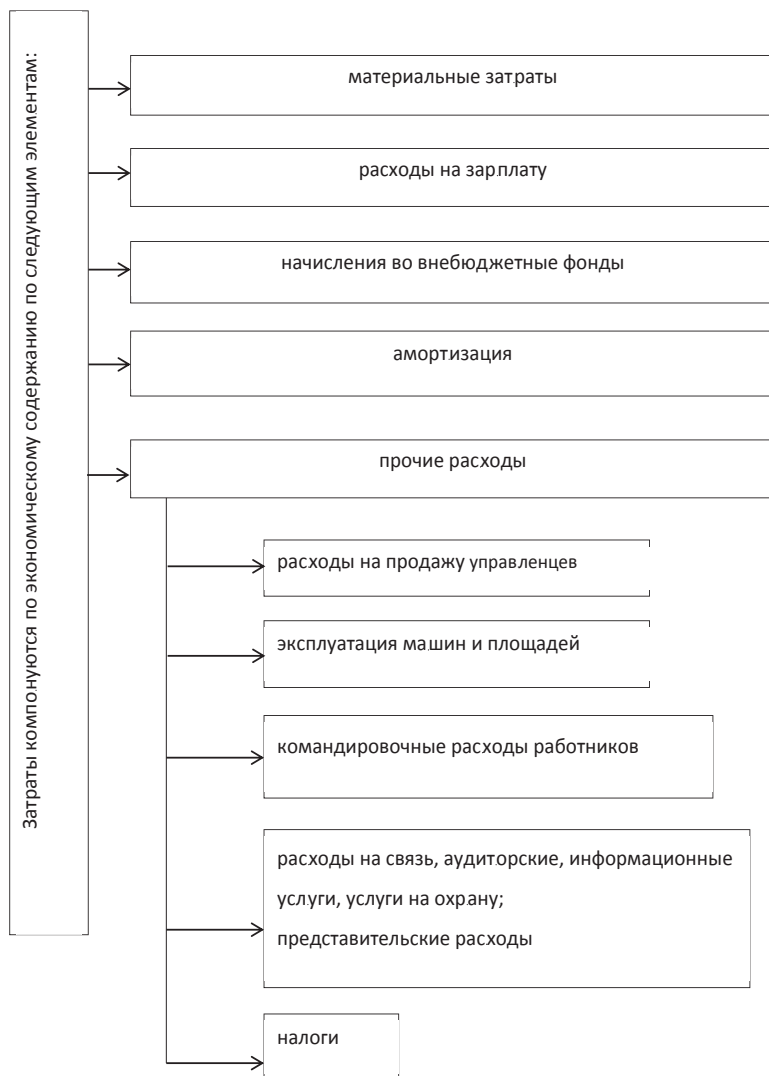 Затраты компонуются по экономическому содержанию по следующим элементам:
материальные затраты
расходы на зарплату
начисления во внебюджетные фонды
амортизация
прочие расходы
расходы на продажу управленцев
эксплуатация машин и площадей
командировочные расходы работников
расходы на связь, аудиторские, информационные
услуги, услуги на охрану;
представительские расходы
налоги